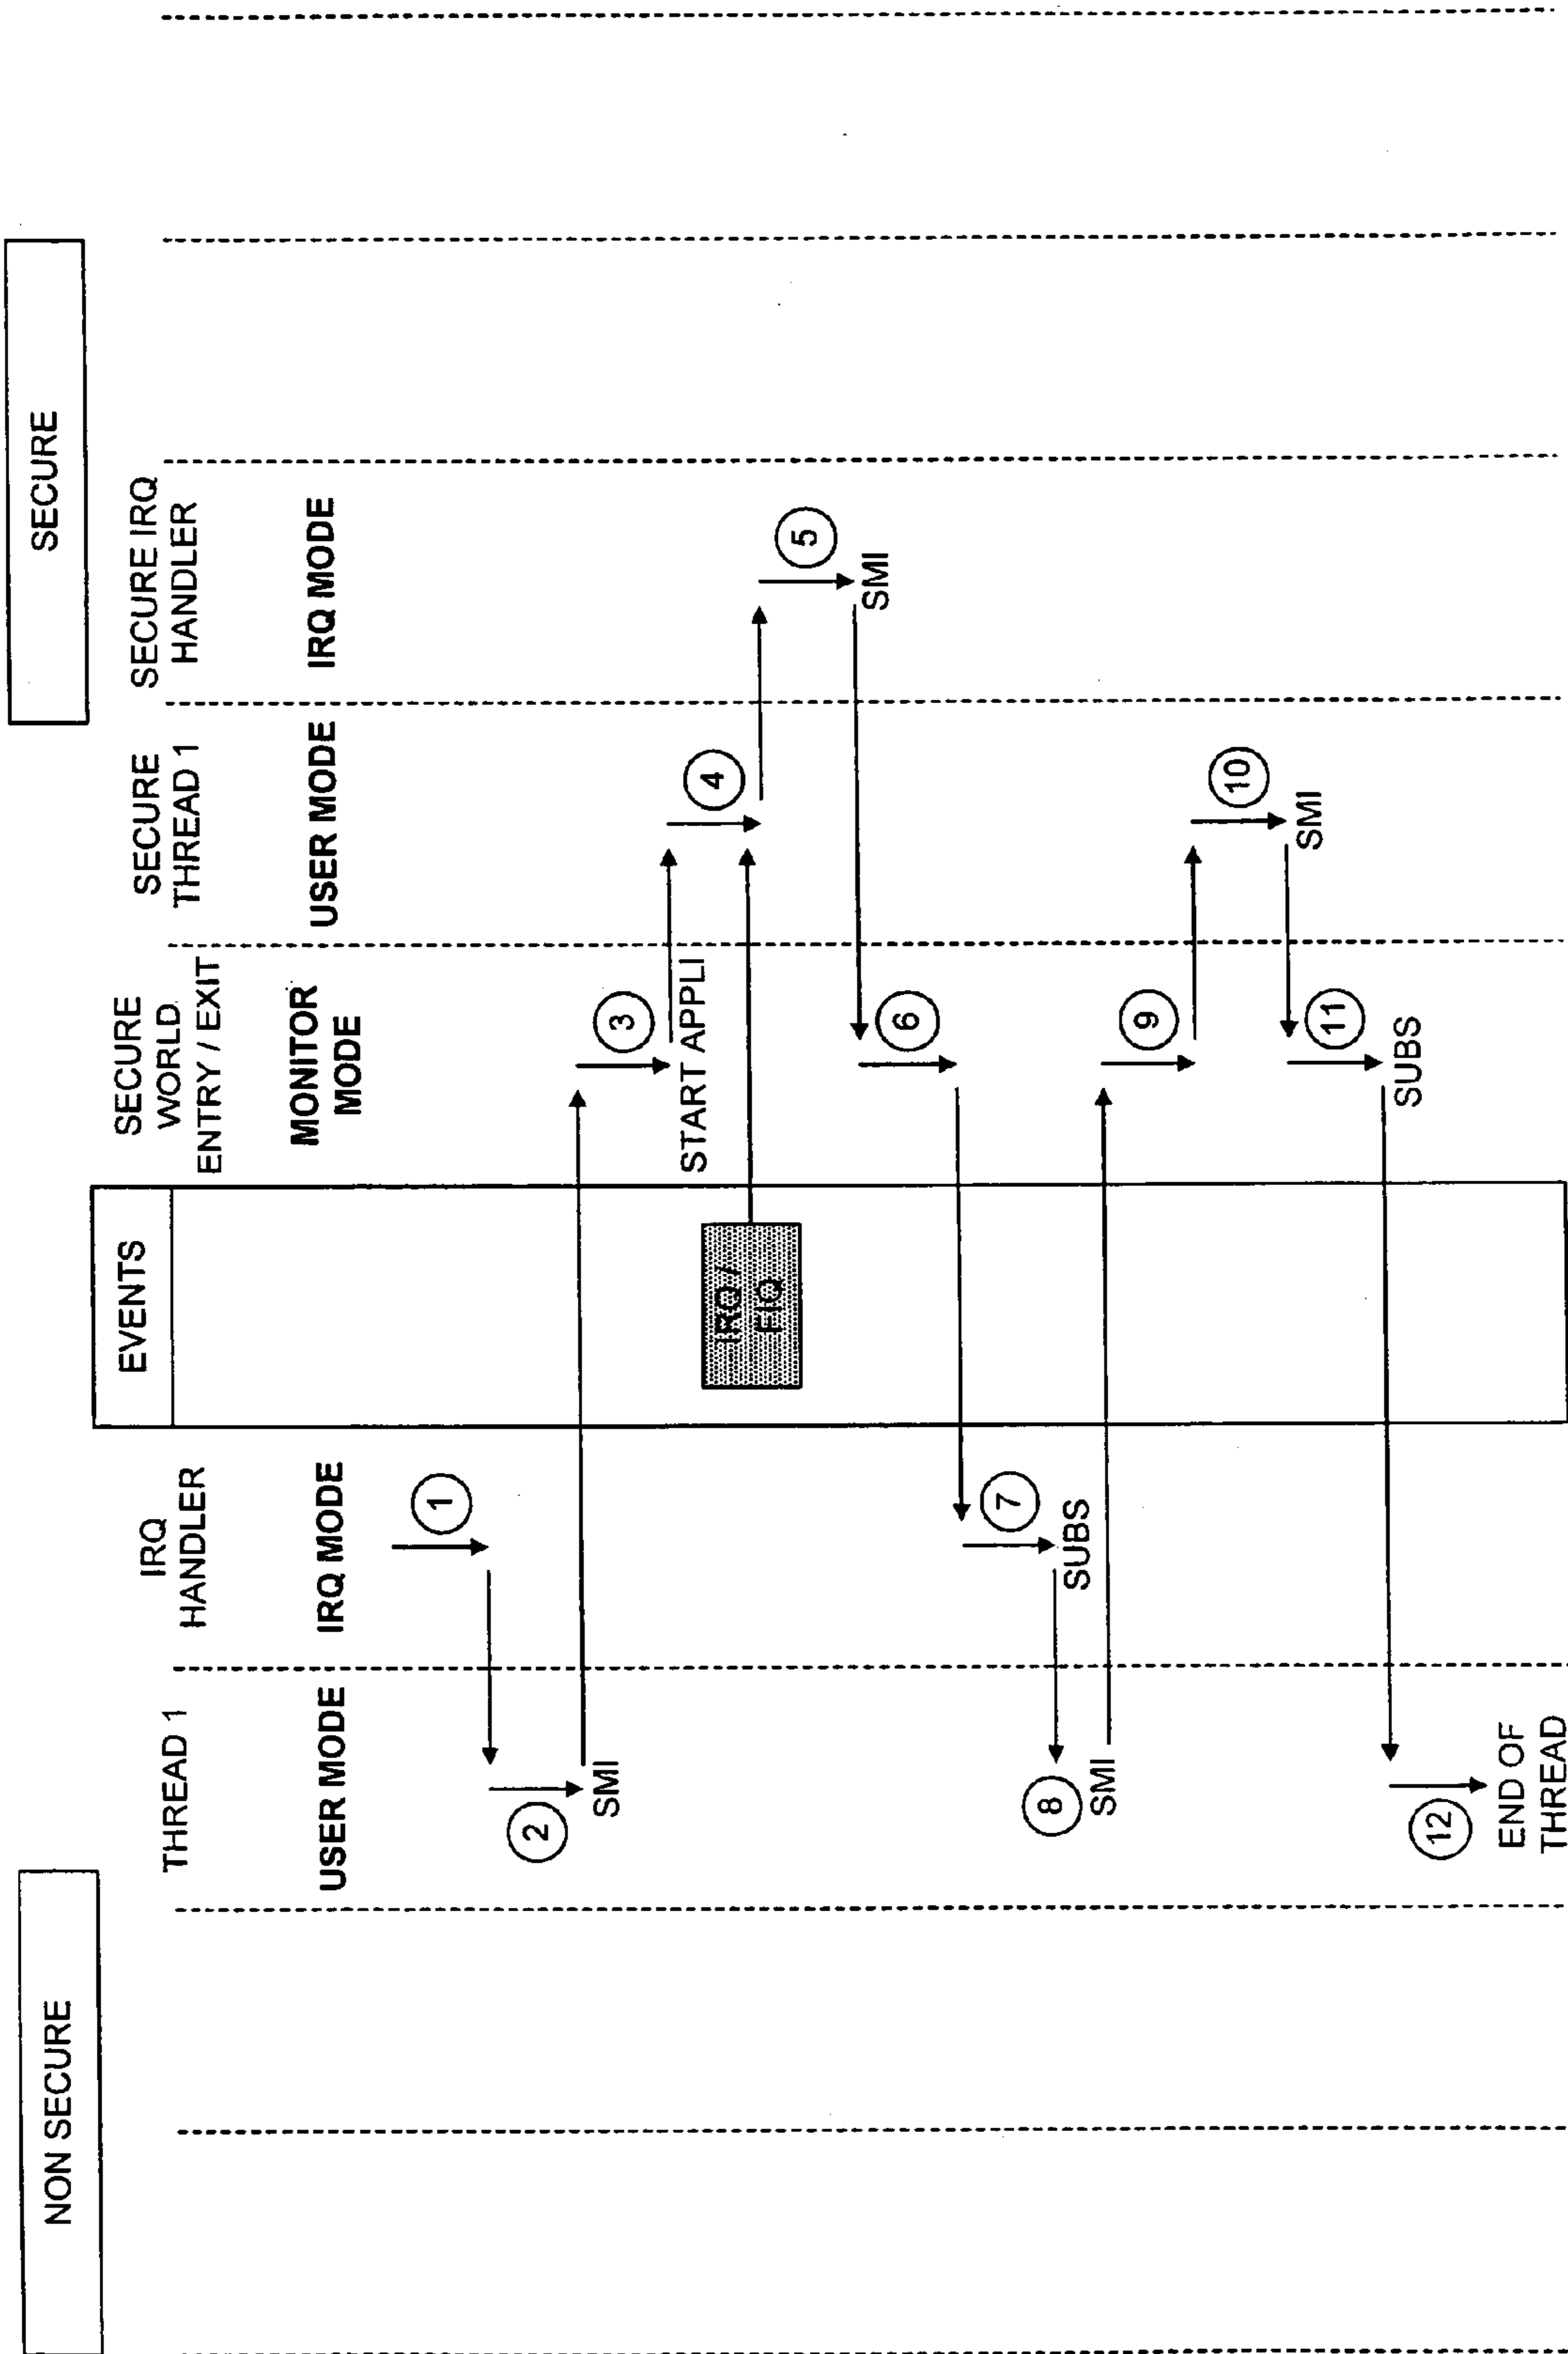 NON SECURE
SECURE
THREAD 1
IRQ
HANDLER
EVENTS
SECURE
WORLD
ENTRY / EXIT
SECURE
THREAD 1
SECURE IRQ
HANDLER
USER MODE
IRQ MODE
MONITOR
MODE
USER MODE
IRQ MODE
1
2
SMI
3
START APPLI
4
IRQ /
FIQ
5
SMI
6
7
SUBS
8
SMI
9
10
SMI
11
SUBS
12
END OF
THREAD